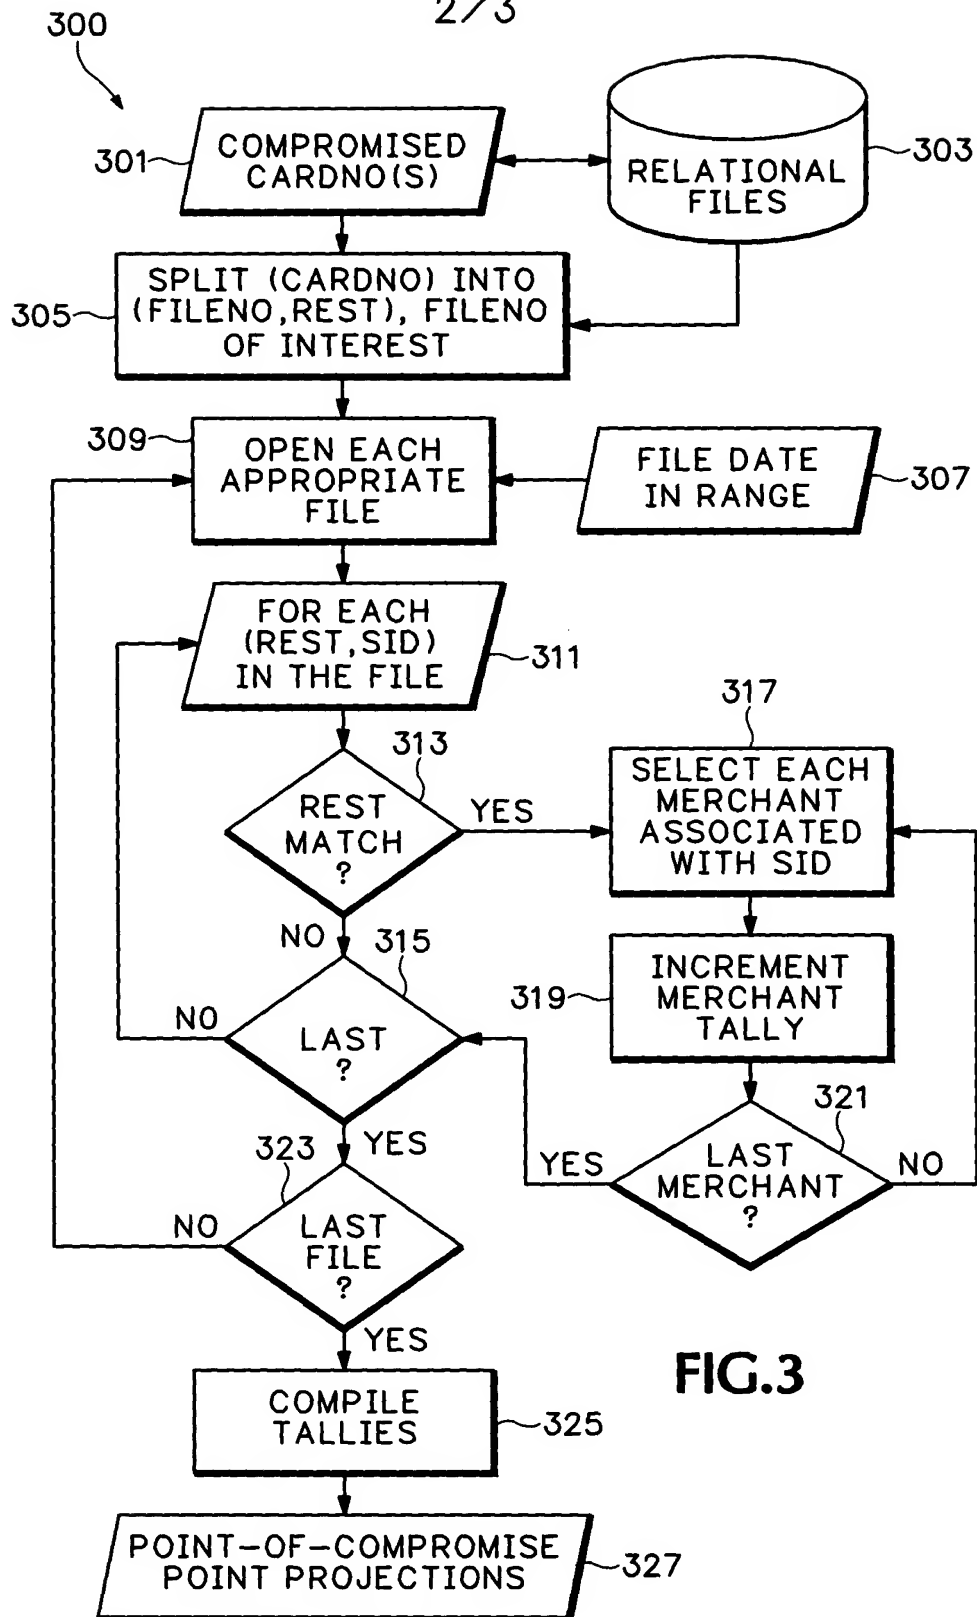 2/3
300
301
COMPROMISED
CARDNO(S)
RELATIONAL
FILES
303
305
SPLIT (CARDNO) INTO
(FILENO,REST), FILENO
OF INTEREST
309
OPEN EACH
APPROPRIATE
FILE
FILE DATE
IN RANGE
307
FOR EACH
(REST,SID)
IN THE FILE
311
313
REST
MATCH
?
YES
NO
317
SELECT EACH
MERCHANT
ASSOCIATED
WITH SID
315
LAST
?
NO
YES
319
INCREMENT
MERCHANT
TALLY
321
LAST
MERCHANT
?
YES
NO
323
LAST
FILE
?
NO
YES
COMPILE
TALLIES
325
FIG.3
POINT-OF-COMPROMISE
POINT PROJECTIONS
327